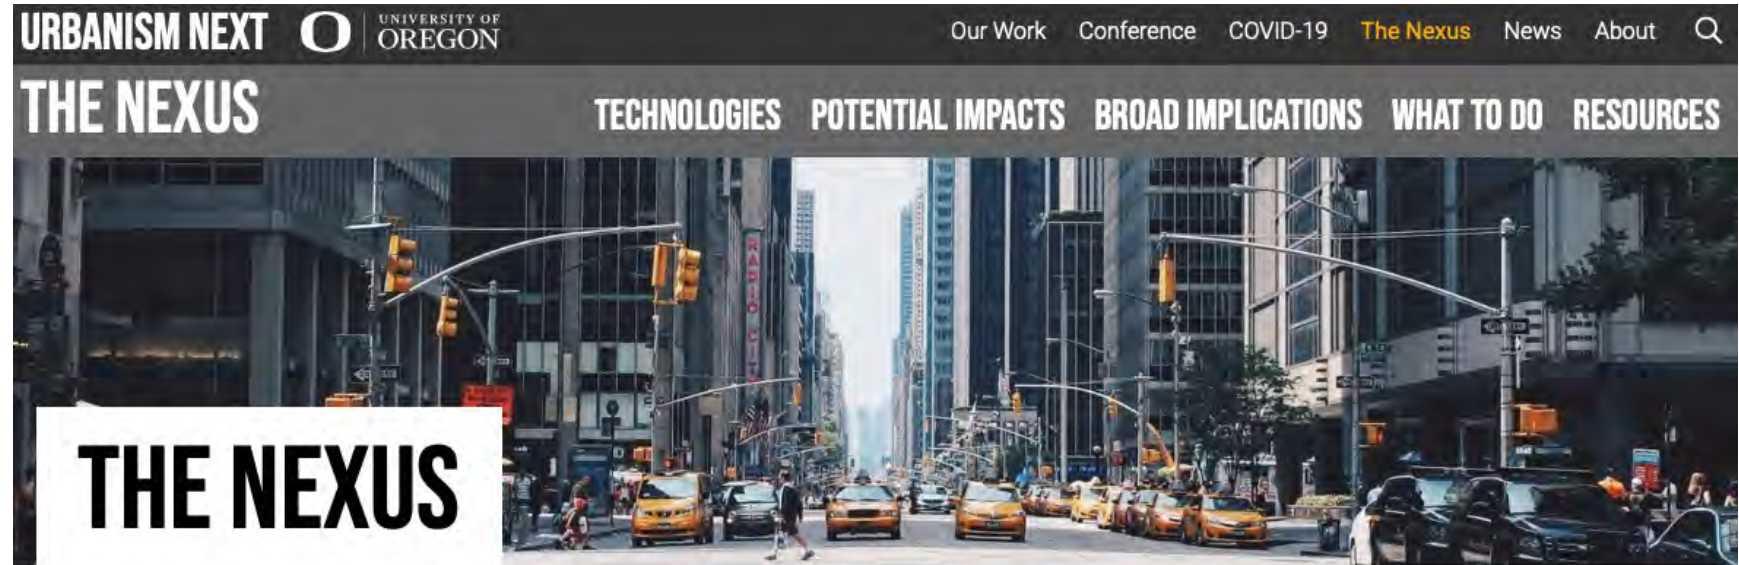 URBANISM NEXT
O
UNIVERSITY OF
OREGON
Our Work Conference COVID-19 The Nexus News About
THE NEXUS
TECHNOLOGIES POTENTIAL IMPACTS BROAD IMPLICATIONS WHAT TO DO RESOURCES
RADIO CITY
THE NEXUS